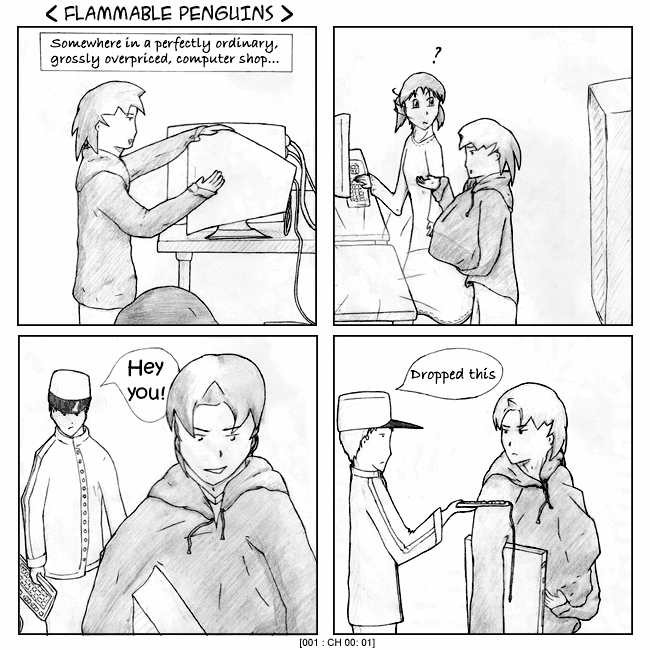 < FLAMMABLE PENGUINS >
Somewhere in a perfectly ordinary,
grossly overpriced, computer shop...
?
Hey
you!
Dropped this
[001 : CH 00: 01]